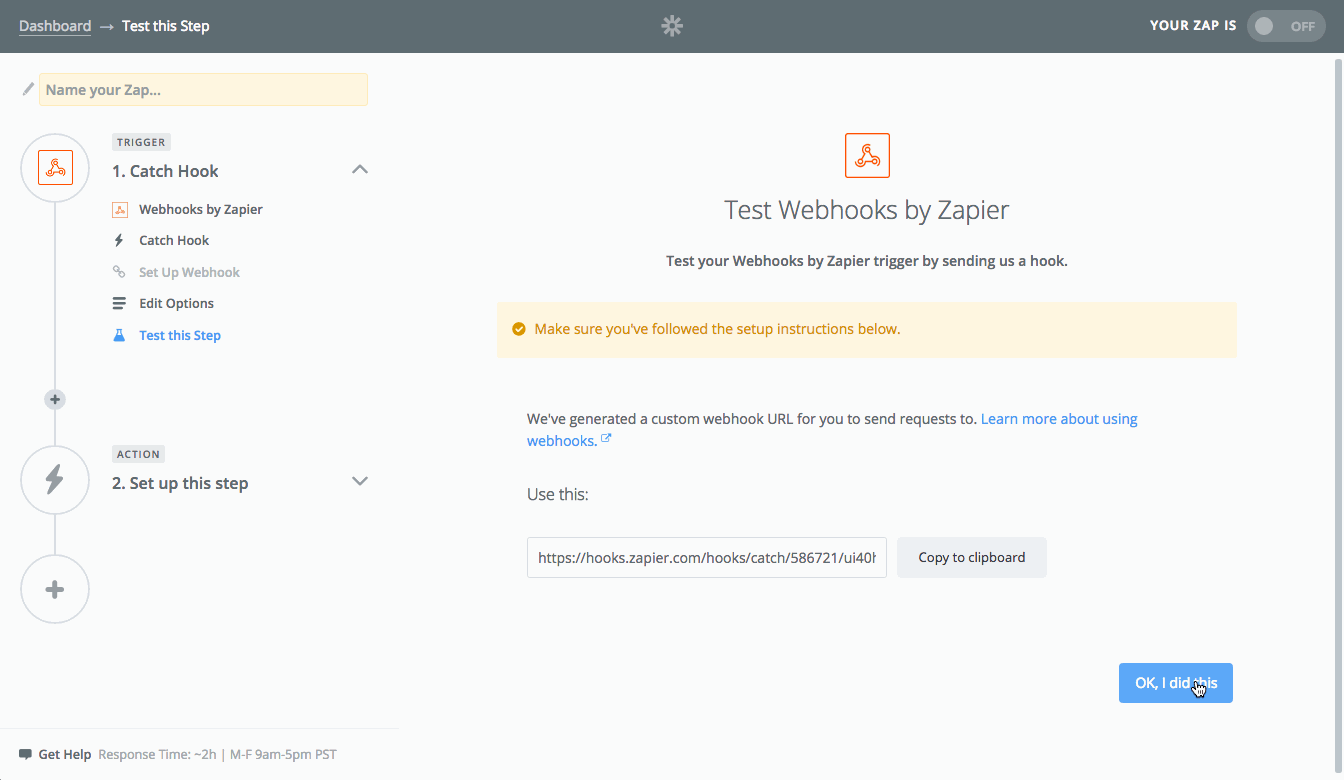 Dashboard → Test this Step
YOUR ZAP IS OFF
Name your Zap...
TRIGGER
1. Catch Hook
Webhooks by Zapier
Catch Hook
Set Up Webhook
Edit Options
Test this Step
ACTION
2. Set up this step
Get Help Response Time: ~2h | M-F 9am-5pm PST
Test Webhooks by Zapier
Test your Webhooks by Zapier trigger by sending us a hook.
Make sure you've followed the setup instructions below.
We've generated a custom webhook URL for you to send requests to. Learn more about using
webhooks.
Use this:
https://hooks.zapier.com/hooks/catch/586721/ui40h
Copy to clipboard
OK, I did this